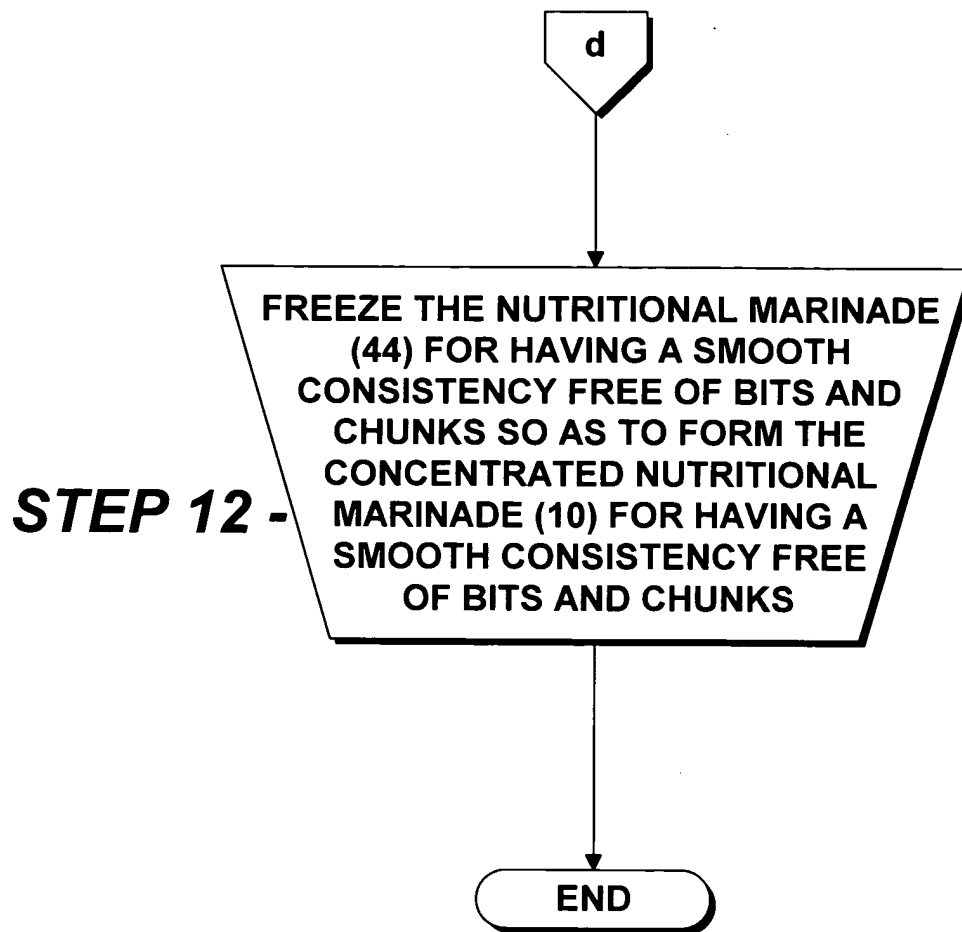 d
FREEZE THE NUTRITIONAL MARINADE
(44) FOR HAVING A SMOOTH
CONSISTENCY FREE OF BITS AND
CHUNKS SO AS TO FORM THE
CONCENTRATED NUTRITIONAL
STEP 12 - MARINADE (10) FOR HAVING A
SMOOTH CONSISTENCY FREE
OF BITS AND CHUNKS
END